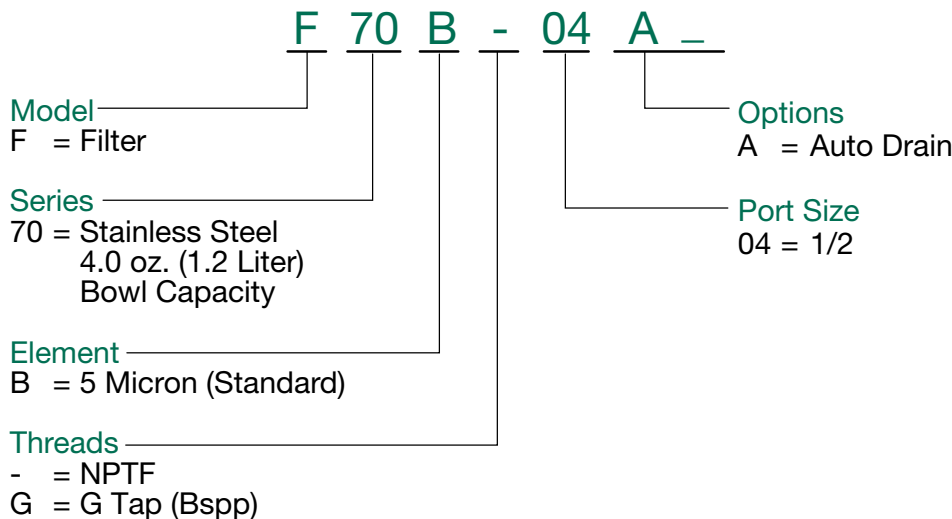 F 70 B - 04 A _
Model
F = Filter
Series
70 = Stainless Steel
4.0 oz. (1.2 Liter)
Bowl Capacity
Element
B = 5 Micron (Standard)
Threads
- = NPTF
G = G Tap (Bspp)
Options
A = Auto Drain
Port Size
04 = 1/2